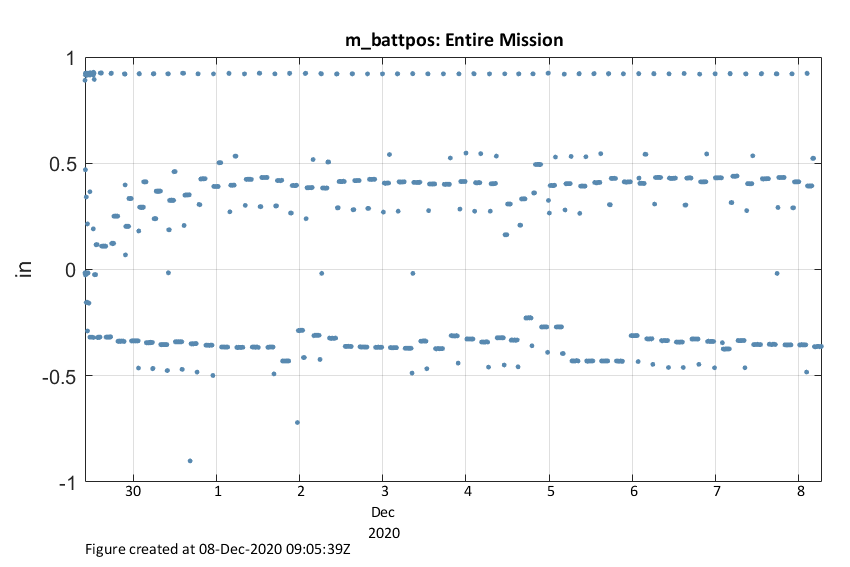 m_battpos: Entire Mission
1
0.5
0
-0.5
-1
in
30 1 2 3 4 5 6 7 8
Dec
2020
Figure created at 08-Dec-2020 09:05:39Z